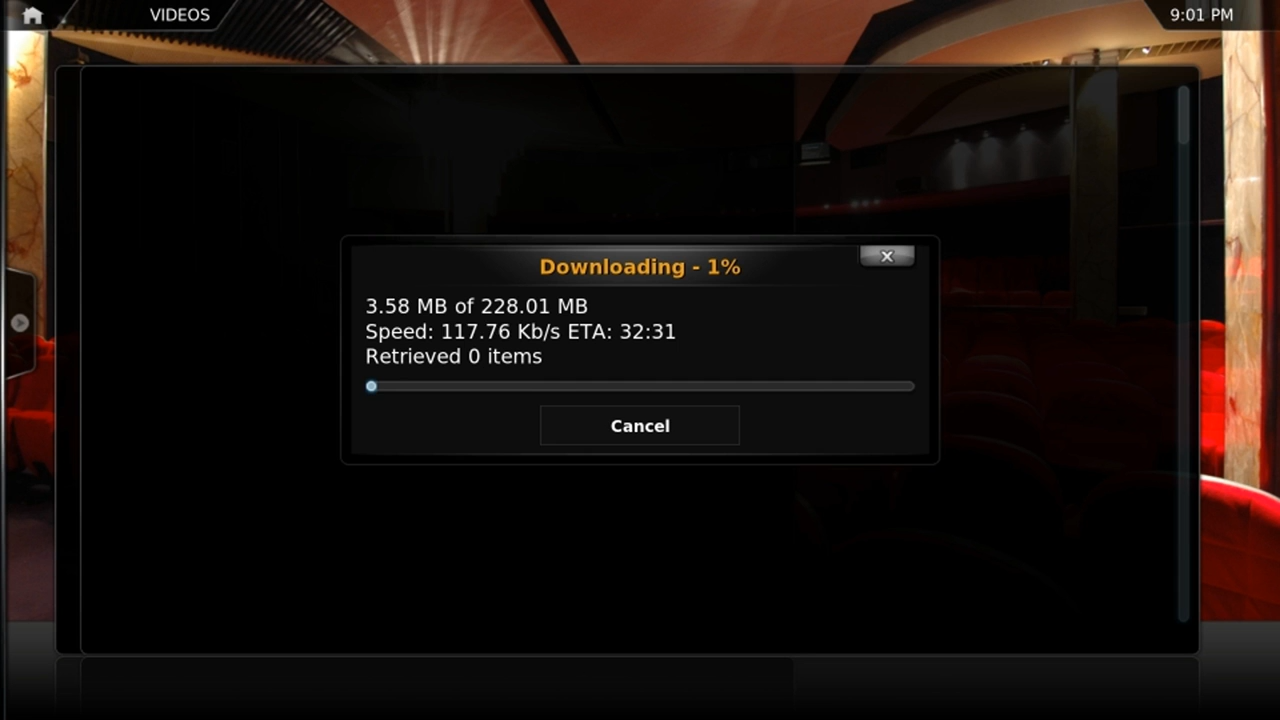 VIDEOS
9:01 PM
Downloading - 1%
3.58 MB of 228.01 MB
Speed: 117.76 Kb/s ETA: 32:31
Retrieved 0 items
Cancel